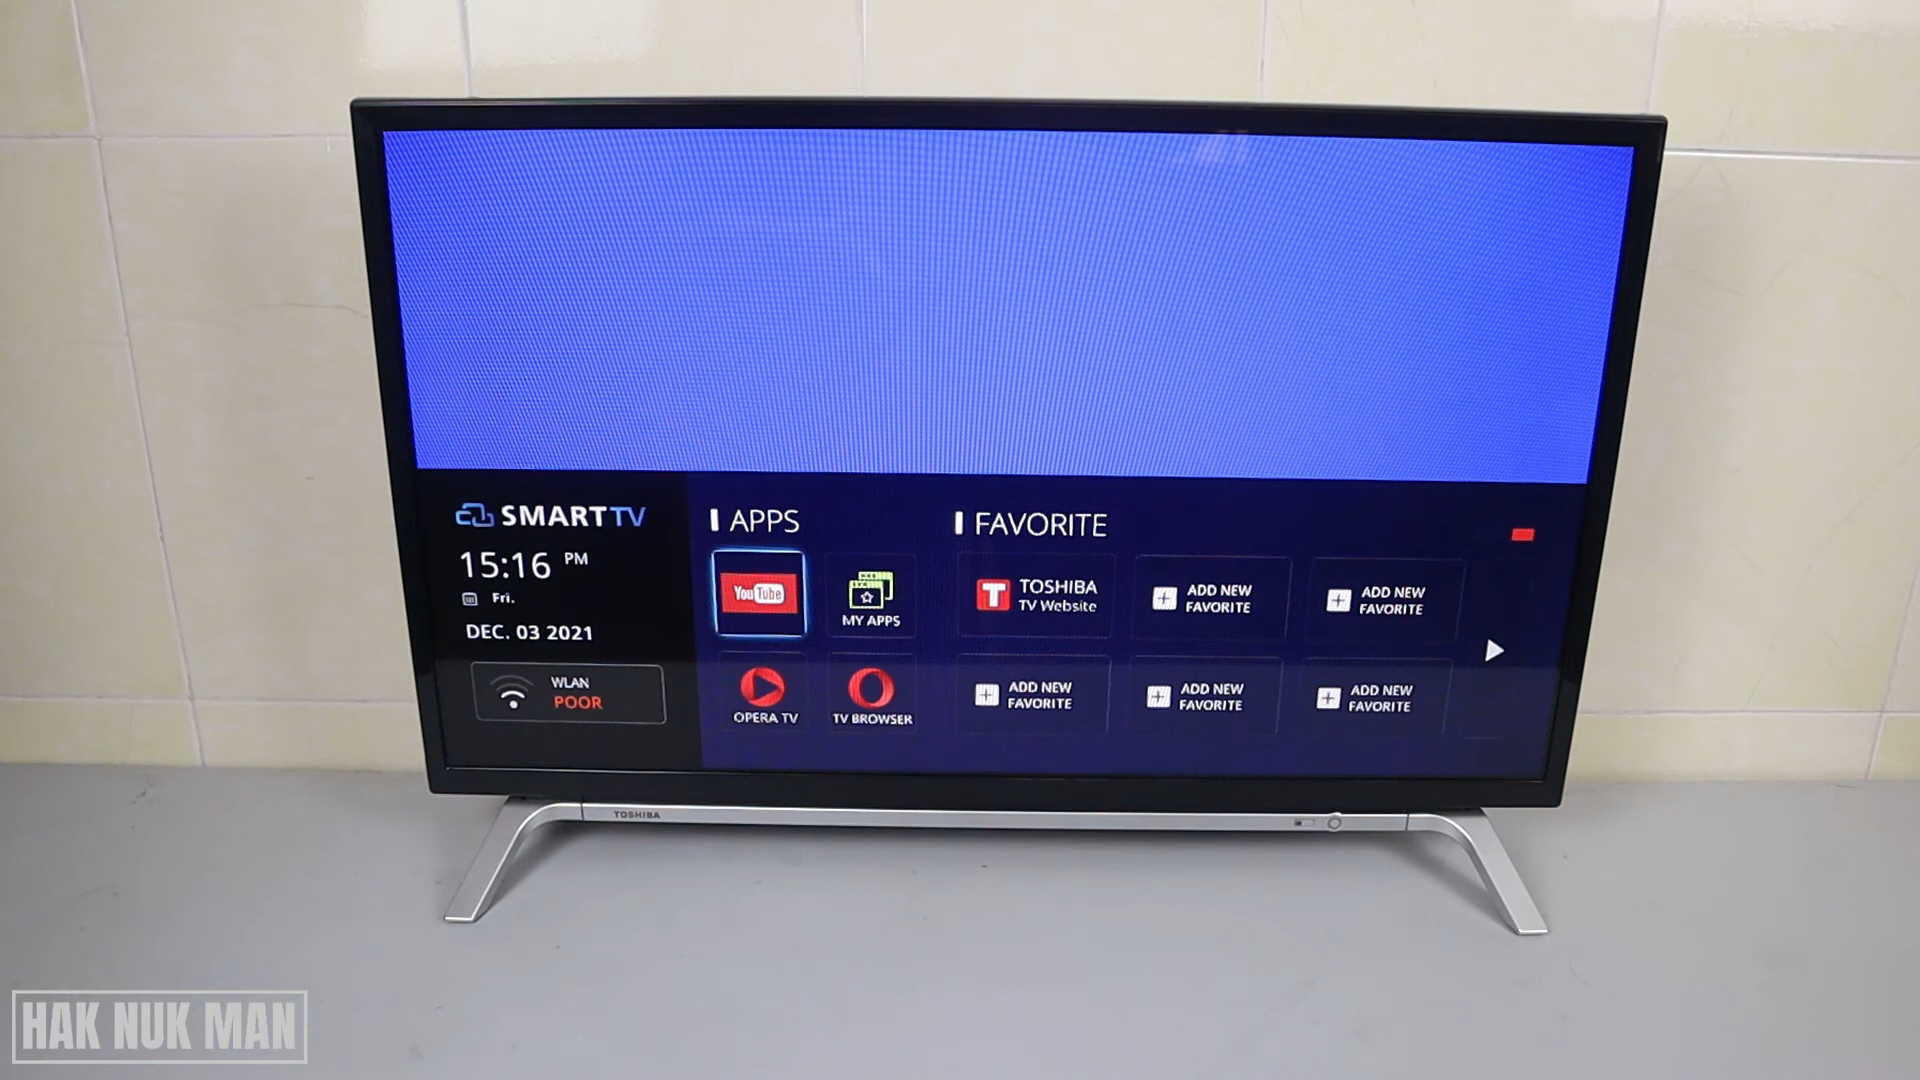 SMART TV
15:16 PM
Fri.
DEC. 03 2021
WLAN
POOR
APPS
YouTube
MY APPS
OPERA TV
TV BROWSER
FAVORITE
TOSHIBA
TV Website
ADD NEW
FAVORITE
ADD NEW
FAVORITE
ADD NEW
FAVORITE
ADD NEW
FAVORITE
ADD NEW
FAVORITE
TOSHIBA
HAK NUK MAN